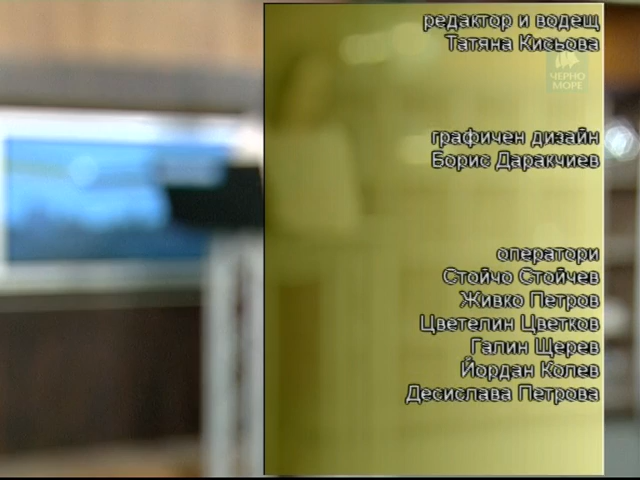 редактор и водещ
Татяна Кисьова
ЧЕРНО
МОРЕ
графичен дизайн
Борис Даракчиев
оператори
Стойчо Стойчев
Живко Петров
Цветелин Цветков
Галин Щерев
Йордан Колев
Десислава Петрова